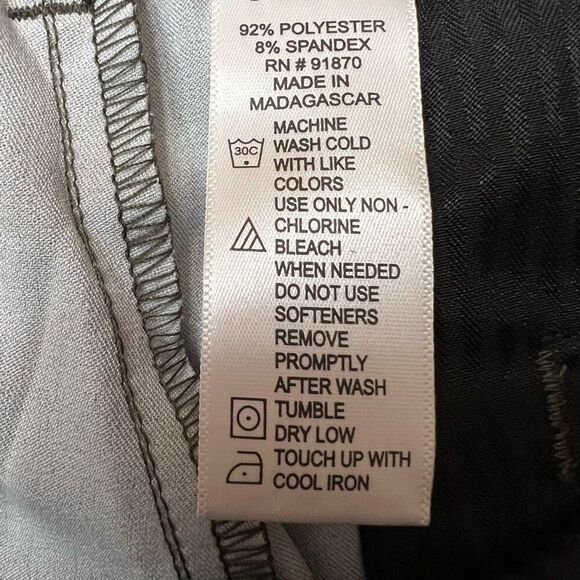 92% POLYESTER
8% SPANDEX
RN # 91870
MADE IN
MADAGASCAR
MACHINE
30C WASH COLD
WITH LIKE
COLORS
USE ONLY NON -
CHLORINE
BLEACH
WHEN NEEDED
DO NOT USE
SOFTENERS
REMOVE
PROMPTLY
AFTER WASH
TUMBLE
DRY LOW
TOUCH UP WITH
COOL IRON